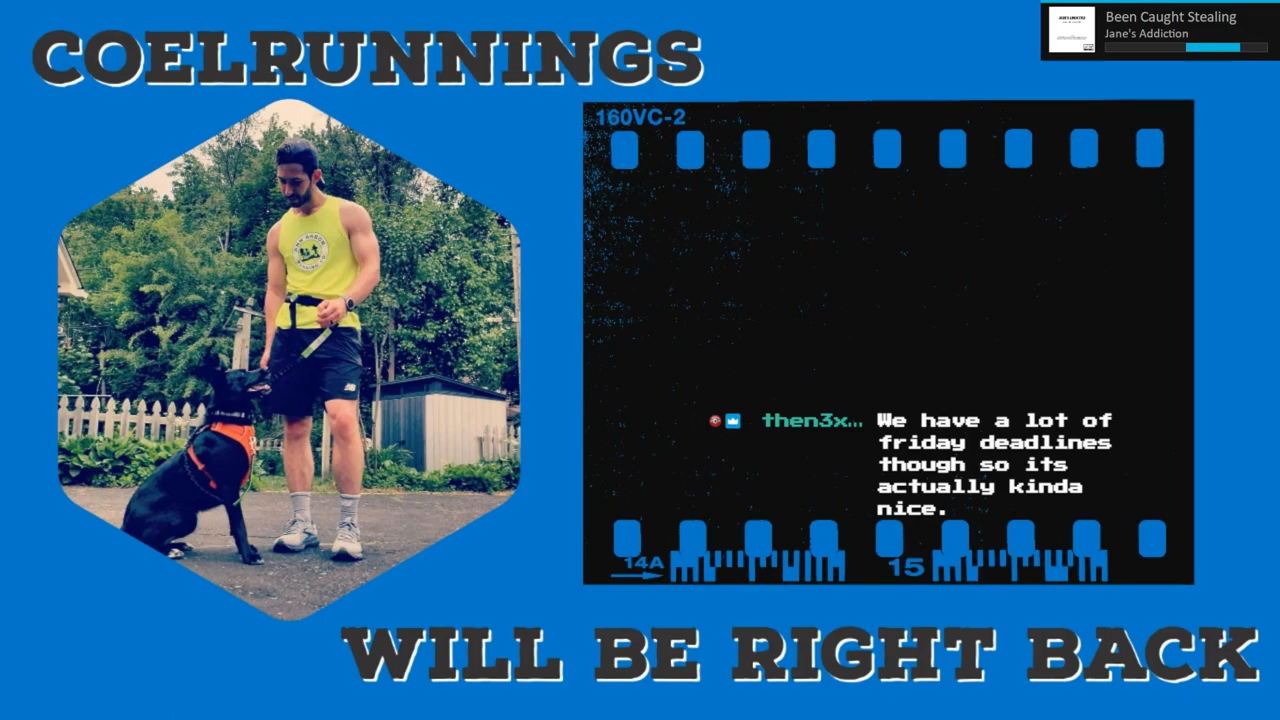 COELRUNNINGS
Been Caught Stealing
Jane's Addiction
160VC-2
then3x... We have a lot of
friday deadlines
though so its
actually kinda
nice.
14A
15
WILL BE RIGHT BACK